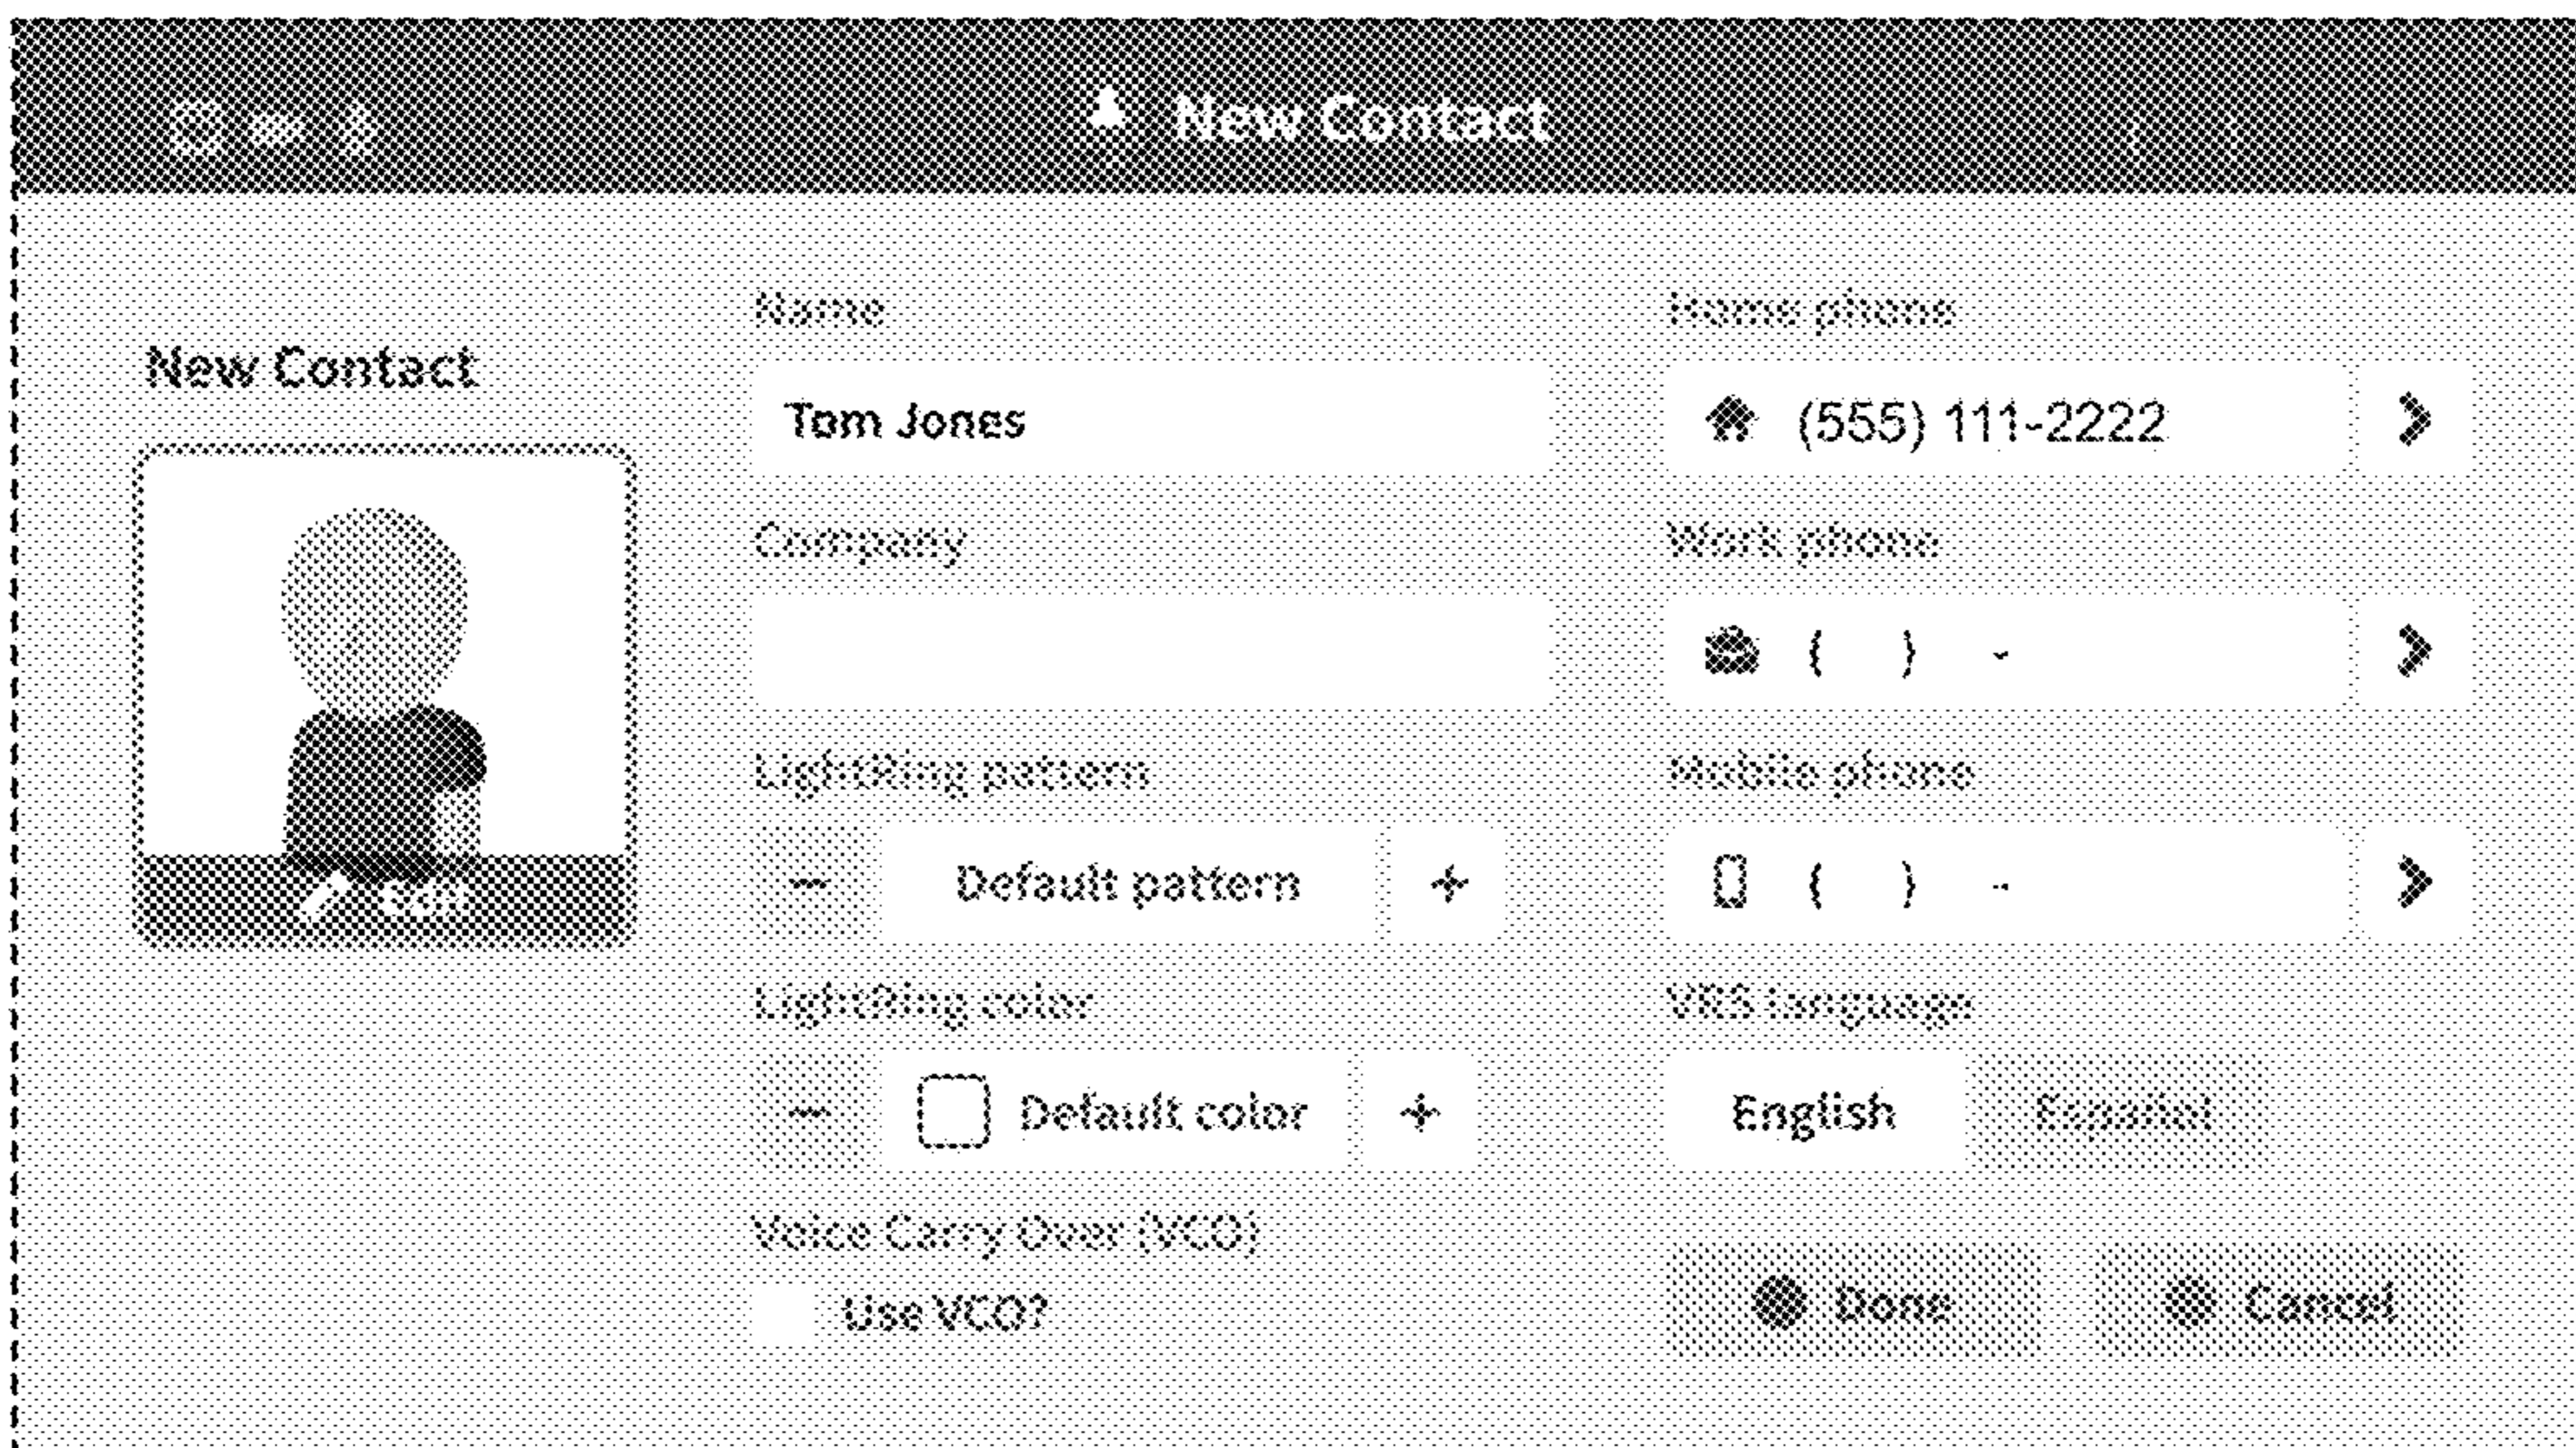 New Contact
New Contact
Edit
Name
Tom Jones
Company
LightRing pattern
− Default pattern +
LightRing color
− Default color +
Voice Carry Over (VCO)
Use VCO?
Home phone
(555) 111-2222
Work phone
( ) -
Mobile phone
( ) -
VRS language
English Español
Done Cancel